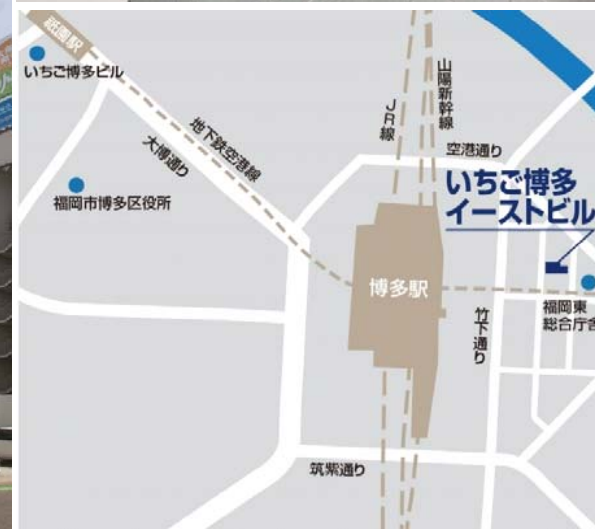 祇園駅
いちご博多ビル
地下鉄空港線
大博通り
福岡市博多区役所
JR線
山陽新幹線
空港通り
いちご博多
イーストビル
博多駅
竹下通り
福岡東
総合庁舎
筑紫通り